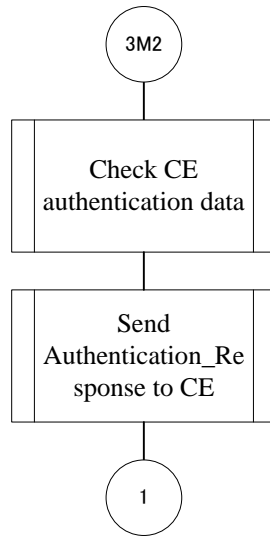 3M2
Check CE
authentication data
Send
Authentication_Re
sponse to CE
1